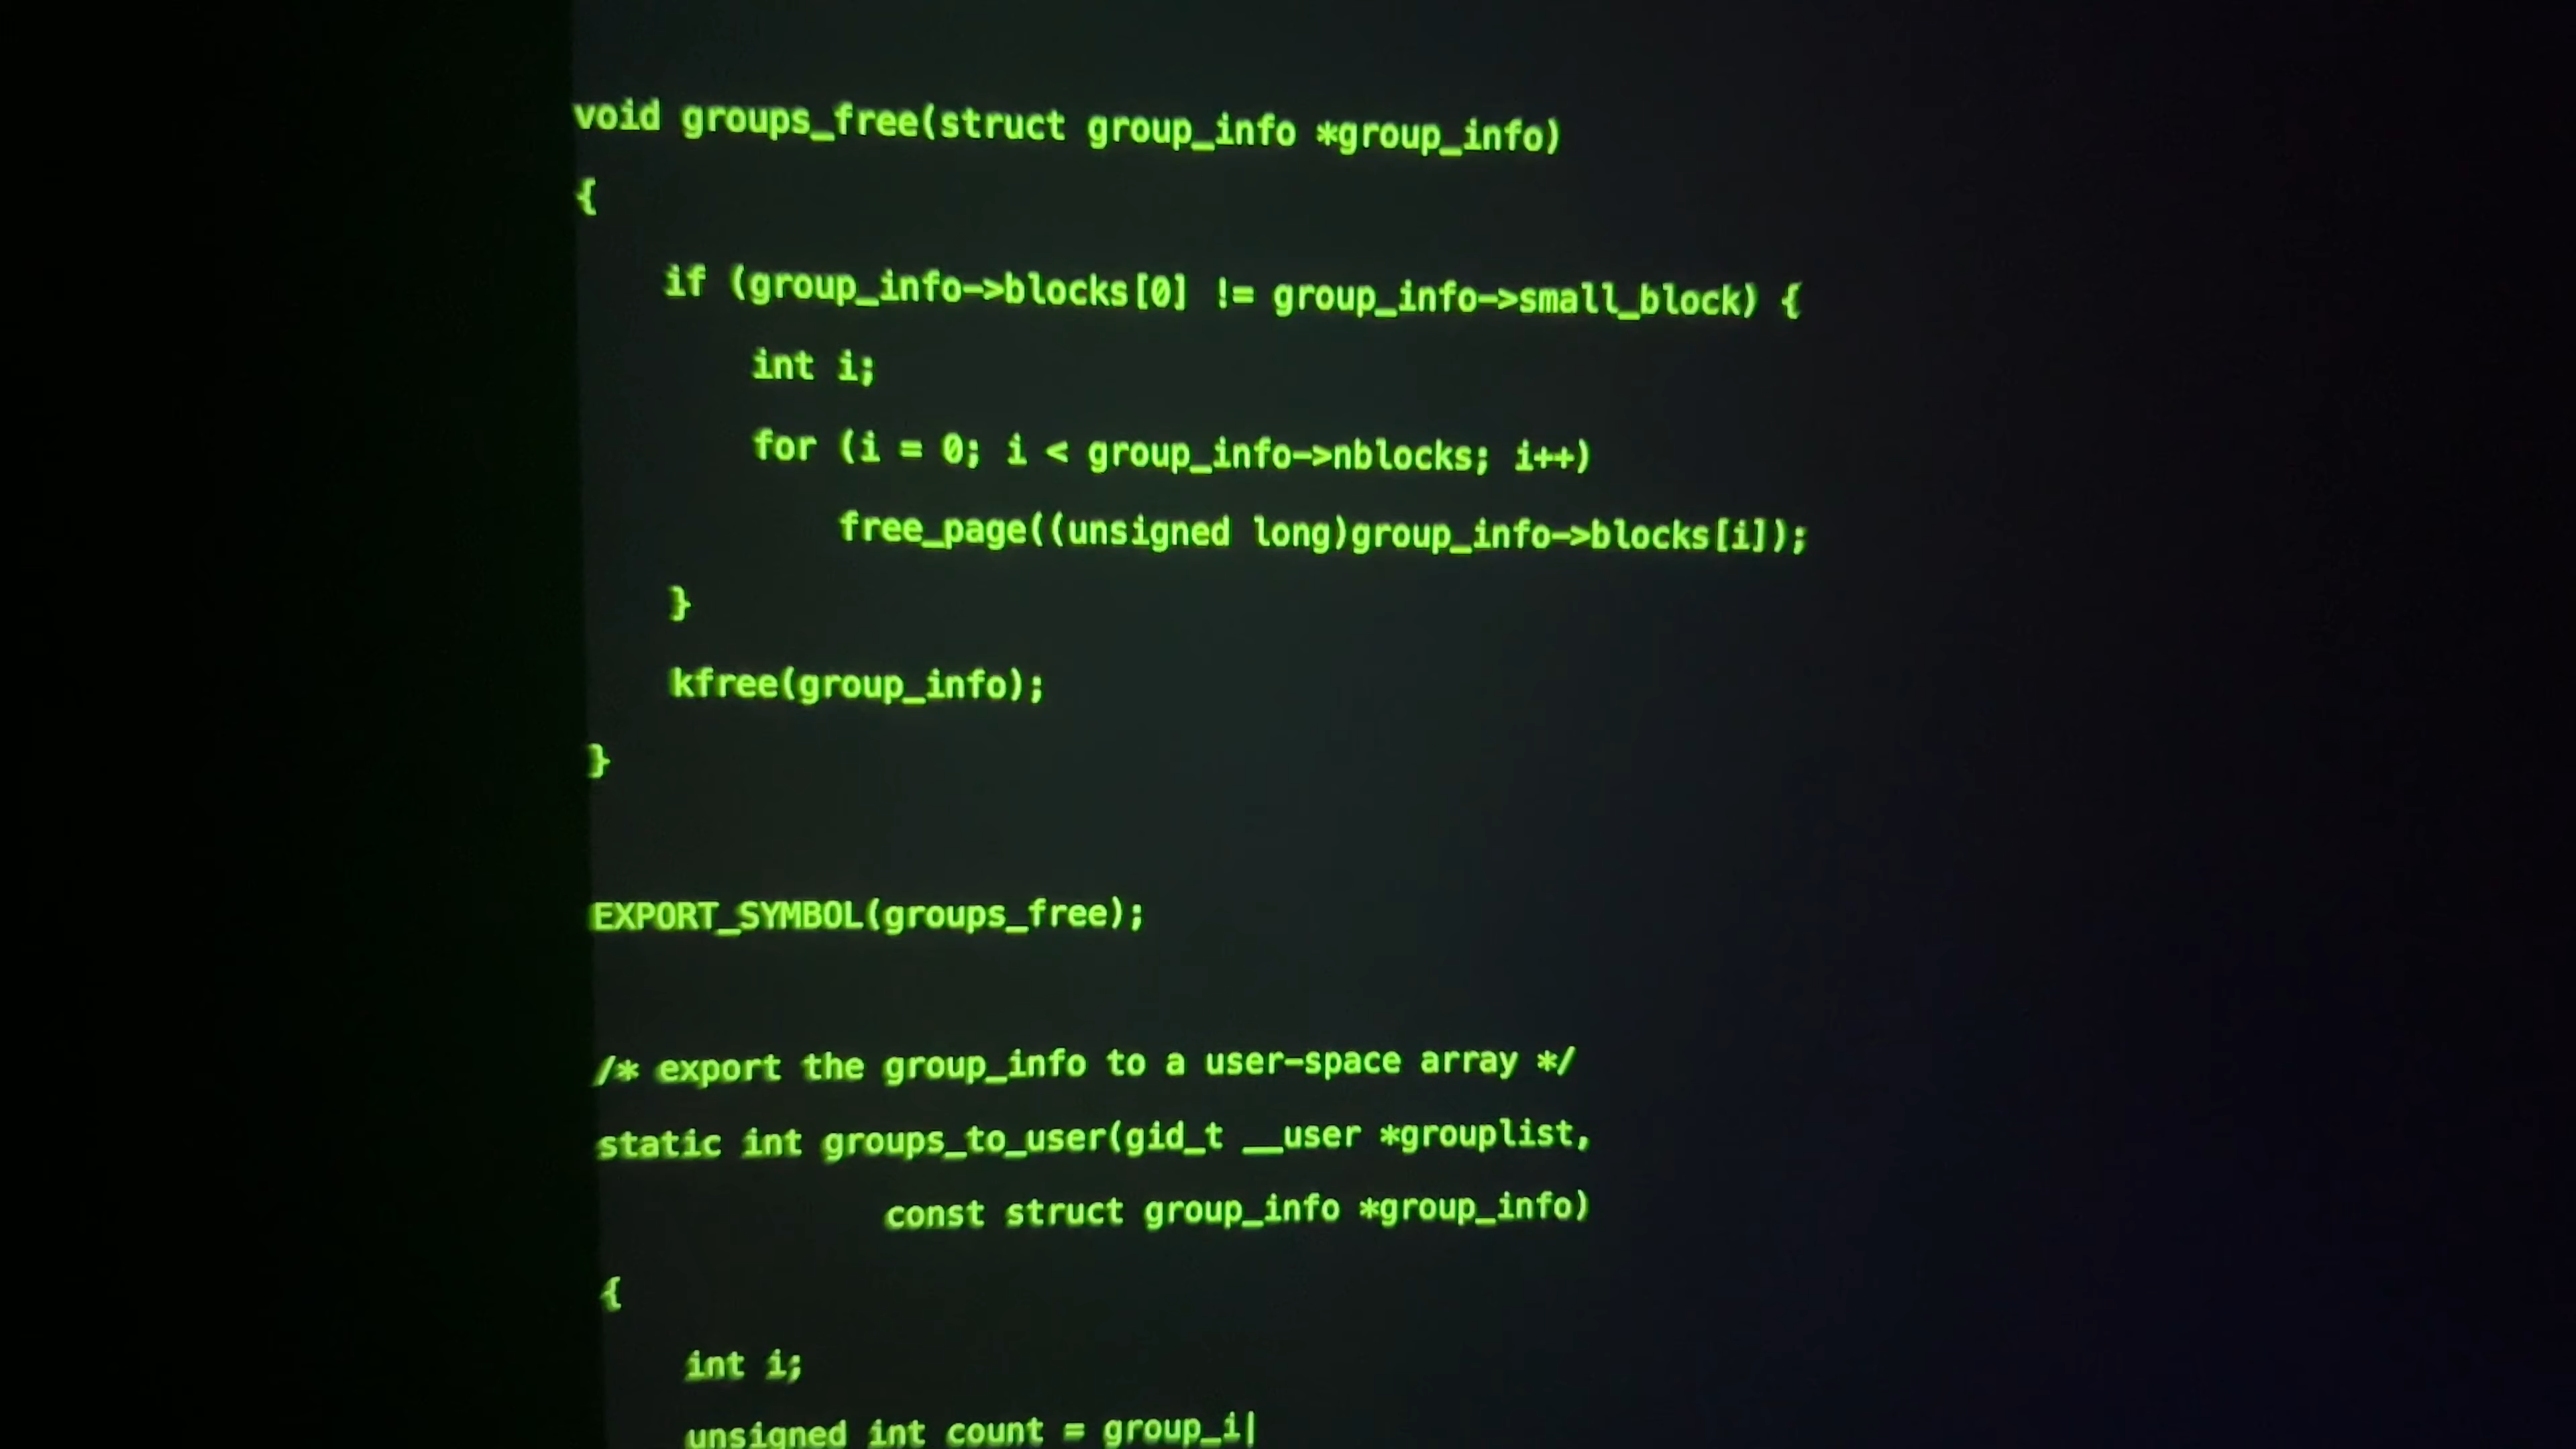 void groups_free(struct group_info *group_info)
{
if (group_info->blocks[0] != group_info->small_block) {
int i;
for (i = 0; i < group_info->nblocks; i++)
free_page((unsigned long)group_info->blocks[i]);
}
kfree(group_info);
}
EXPORT_SYMBOL(groups_free);
/* export the group_info to a user-space array */
static int groups_to_user(gid_t __user *grouplist,
const struct group_info *group_info)
{
int i;
unsigned int count = group_i|